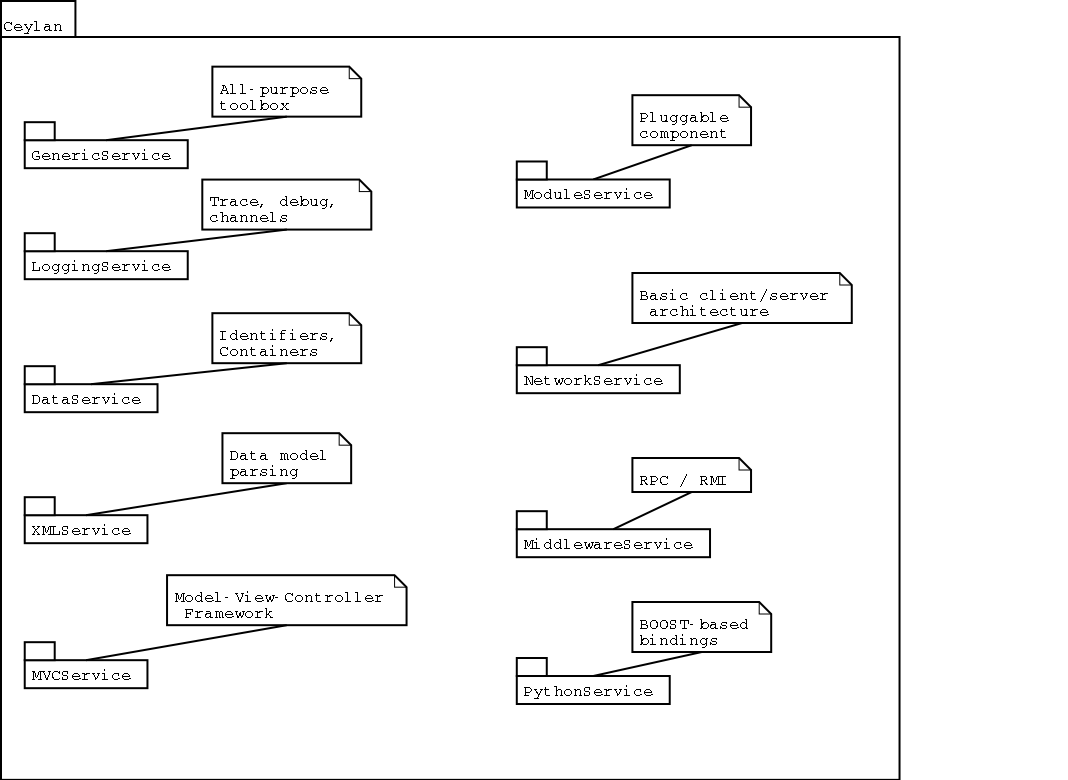 Ceylan
All-purpose
toolbox
GenericService
Trace, debug,
channels
LoggingService
Identifiers,
Containers
DataService
Data model
parsing
XMLService
Model-View-Controller
Framework
MVCService
Pluggable
component
ModuleService
Basic client/server
architecture
NetworkService
RPC / RMI
MiddlewareService
BOOST-based
bindings
PythonService